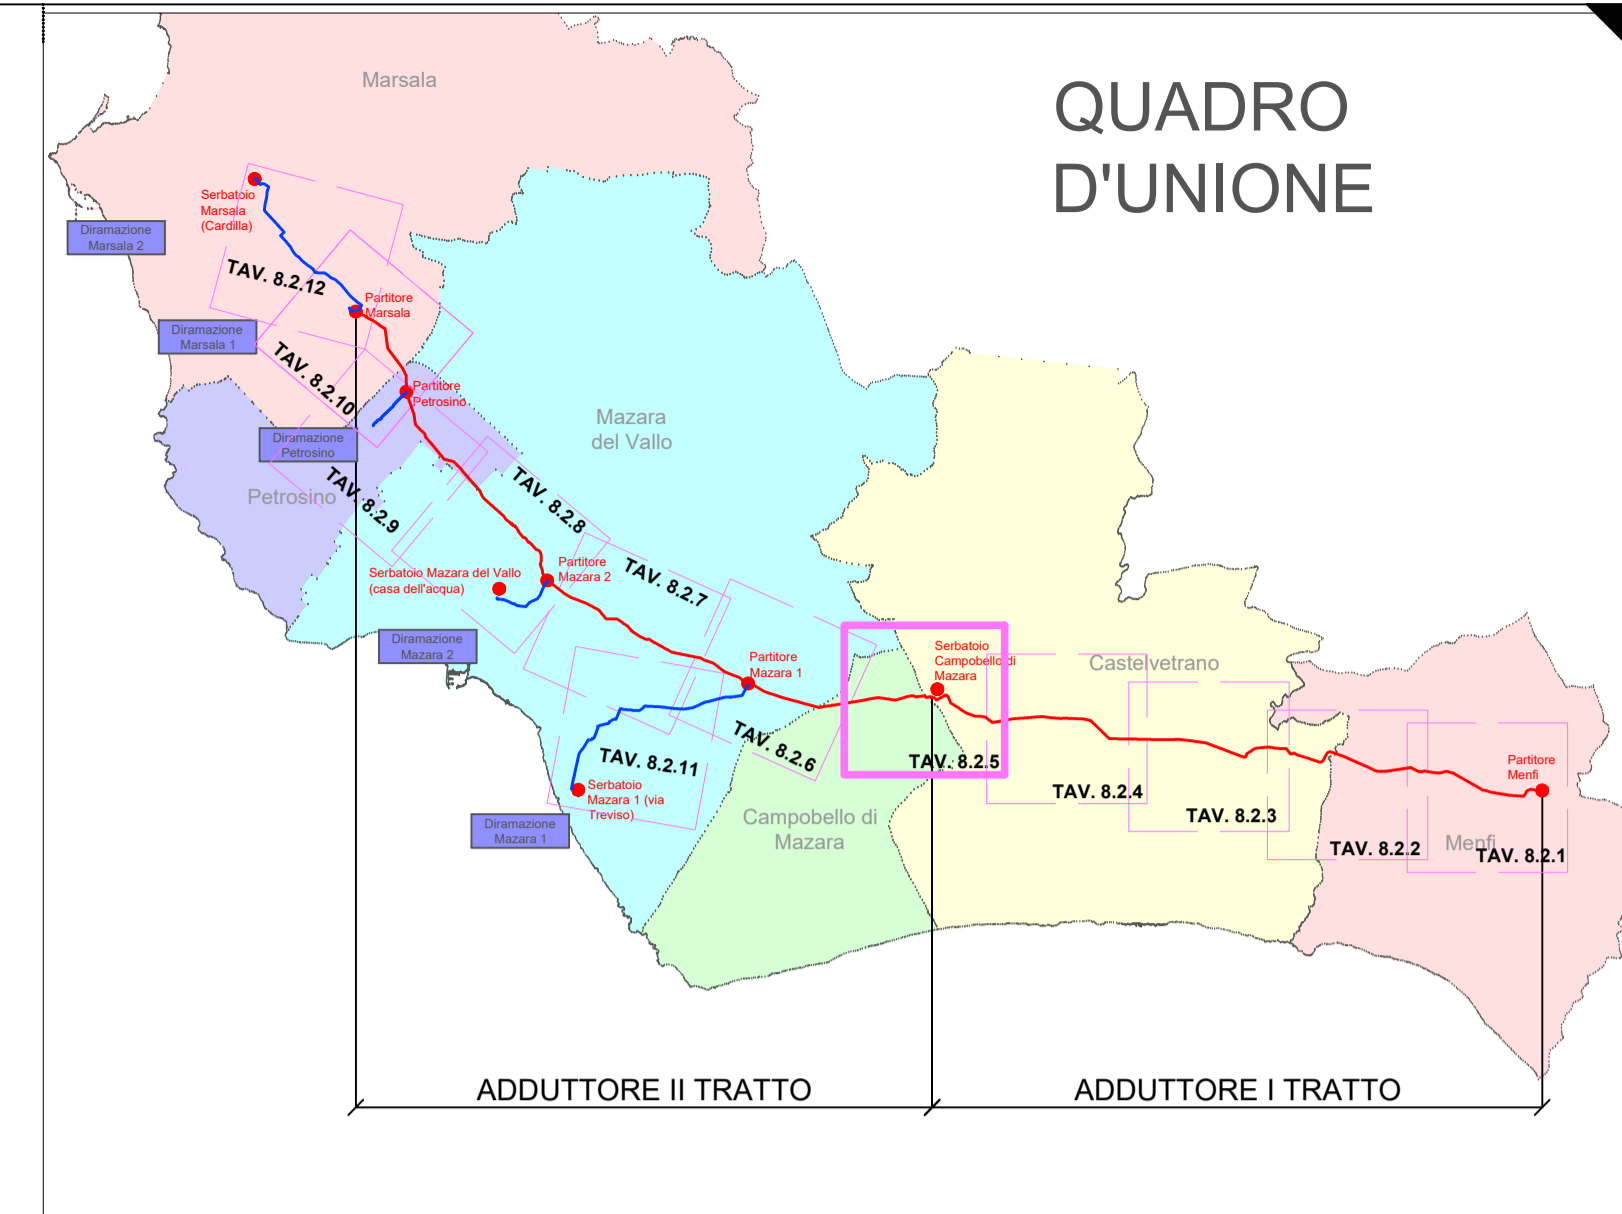 QUADRO
D'UNIONE
Marsala
Serbatoio
Marsala
(Cardilla)
Diramazione
Marsala 2
TAV. 8.2.12
Partitore
Marsala
Diramazione
Marsala 1
TAV. 8.2.10
Partitore
Petrosino
Mazara
del Vallo
Diramazione
Petrosino
Petrosino
TAV. 8.2.9
TAV. 8.2.8
Partitore
Mazara 2
Serbatoio Mazara del Vallo
(casa dell'acqua)
TAV. 8.2.7
Diramazione
Mazara 2
Partitore
Mazara 1
Serbatoio
Campobello di
Mazara
Castelvetrano
TAV. 8.2.6
TAV. 8.2.11
TAV. 8.2.5
TAV. 8.2.4
TAV. 8.2.3
Partitore
Menfi
Serbatoio
Mazara 1 (via
Treviso)
Diramazione
Mazara 1
Campobello di
Mazara
TAV. 8.2.2
Menfi
TAV. 8.2.1
ADDUTTORE II TRATTO
ADDUTTORE I TRATTO